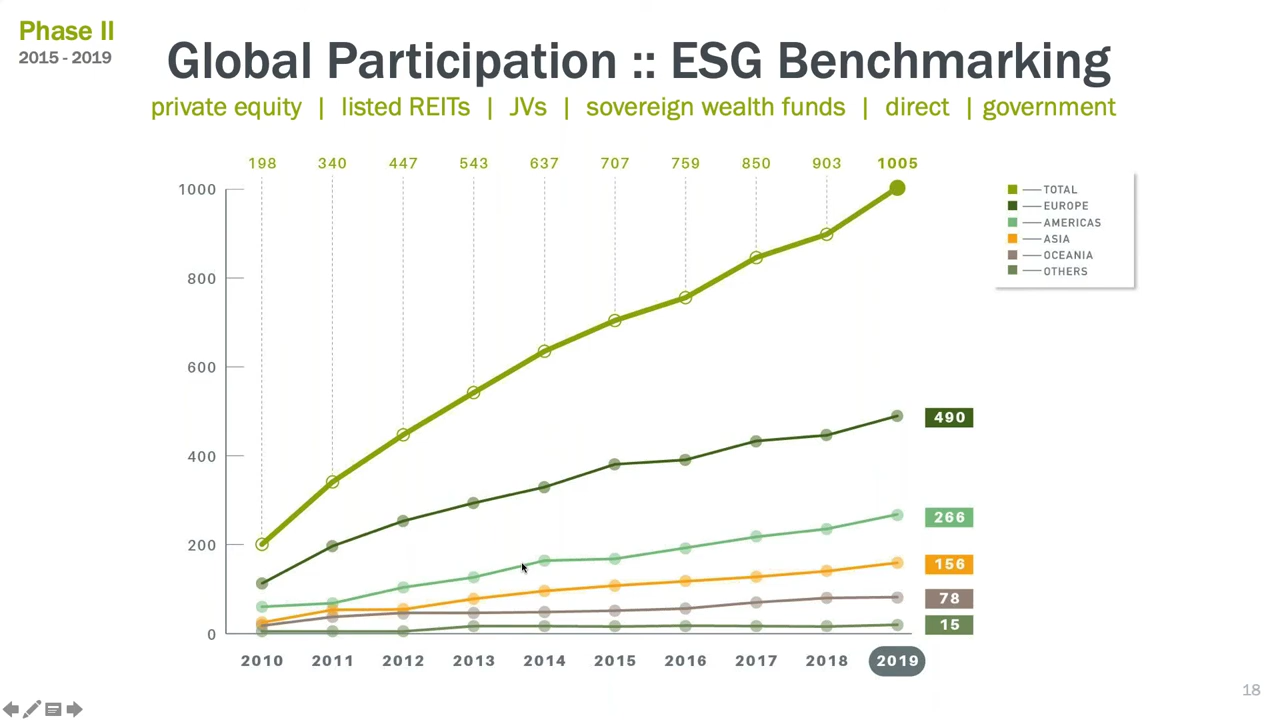 Phase II
2015 - 2019
Global Participation :: ESG Benchmarking
private equity | listed REITs | JVs | sovereign wealth funds | direct | government
198 340 447 543 637 707 759 850 903 1005
1000
800
600
400
200
0
TOTAL
EUROPE
AMERICAS
ASIA
OCEANIA
OTHERS
490
266
156
78
15
2010 2011 2012 2013 2014 2015 2016 2017 2018 2019
18